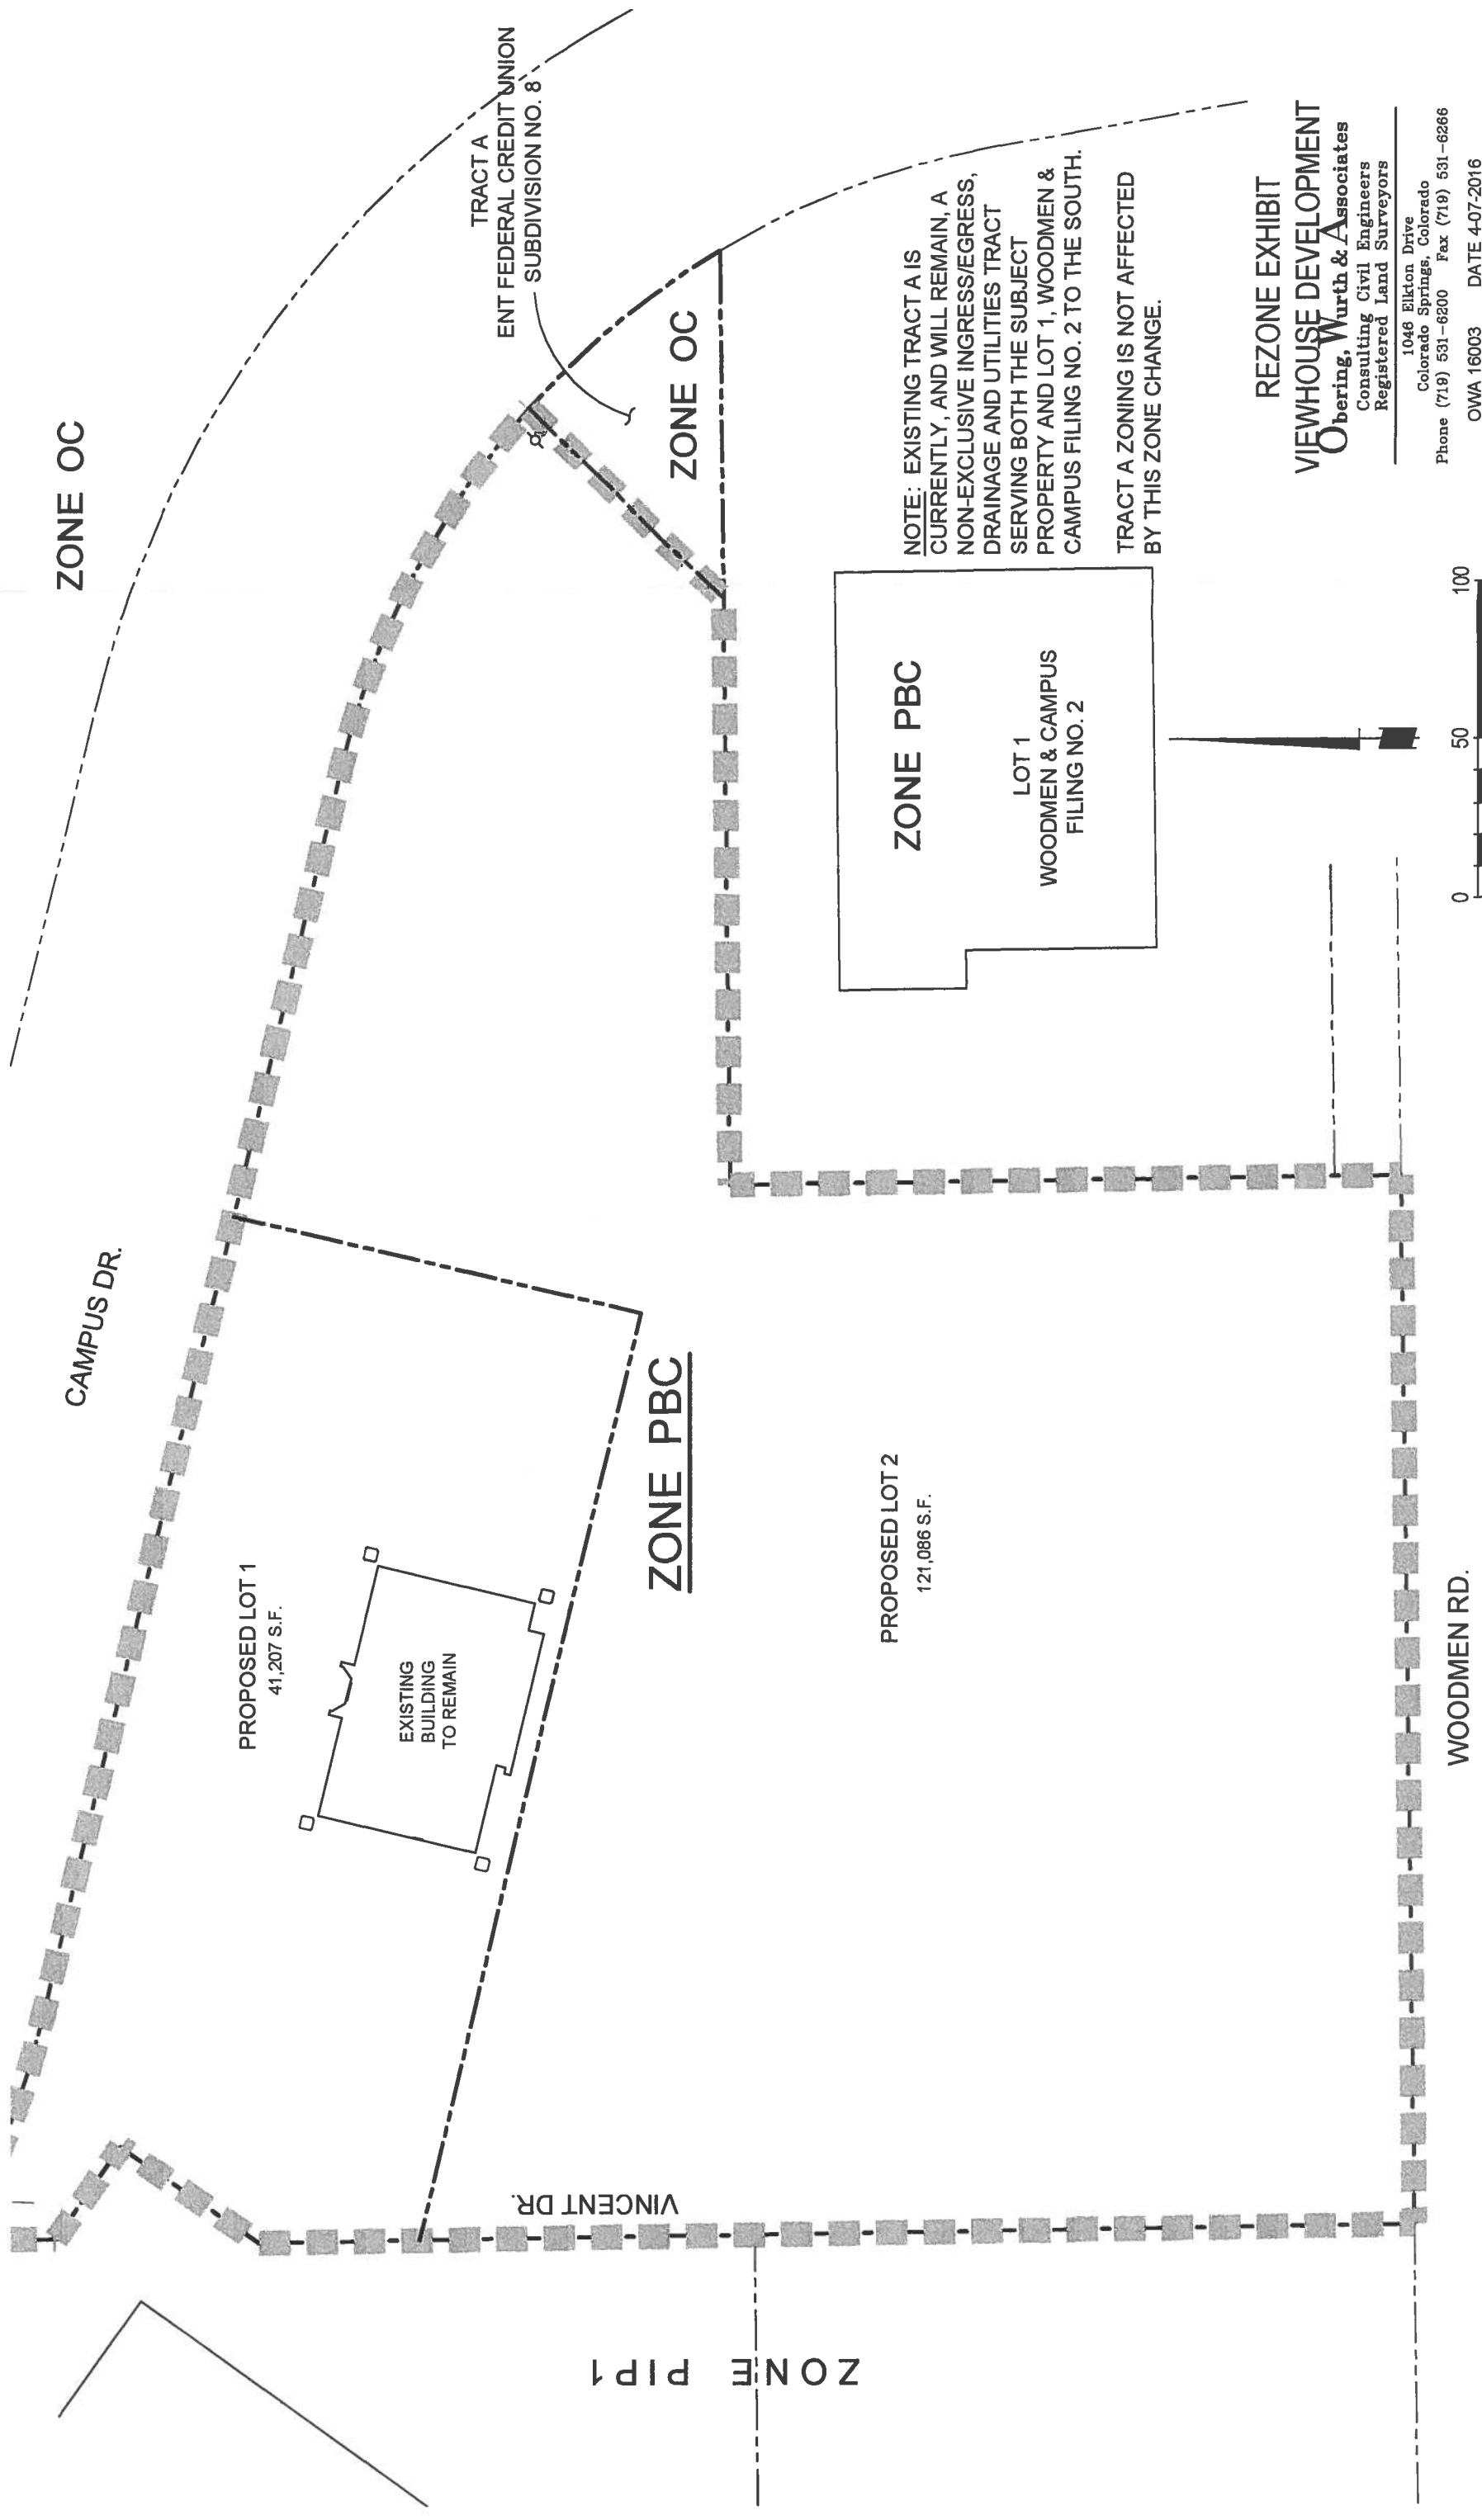 ZONE OC
CAMPUS DR.
TRACT A
ENT FEDERAL CREDIT UNION
SUBDIVISION NO. 8
ZONE OC
PROPOSED LOT 1
41,207 S.F.
EXISTING
BUILDING
TO REMAIN
ZONE PBC
VINCENT DR.
ZONE PIP1
PROPOSED LOT 2
121,086 S.F.
ZONE PBC
LOT 1
WOODMEN & CAMPUS
FILING NO. 2
NOTE: EXISTING TRACT A IS
CURRENTLY, AND WILL REMAIN, A
NON-EXCLUSIVE INGRESS/EGRESS,
DRAINAGE AND UTILITIES TRACT
SERVING BOTH THE SUBJECT
PROPERTY AND LOT 1, WOODMEN &
CAMPUS FILING NO. 2 TO THE SOUTH.
TRACT A ZONING IS NOT AFFECTED
BY THIS ZONE CHANGE.
WOODMEN RD.
0 50 100
REZONE EXHIBIT
VIEWHOUSE DEVELOPMENT
Obering, Wurth & Associates
Consulting Civil Engineers
Registered Land Surveyors
1046 Elkton Drive
Colorado Springs, Colorado
Phone (719) 531-6200 Fax (719) 531-6266
OWA 16003 DATE 4-07-2016